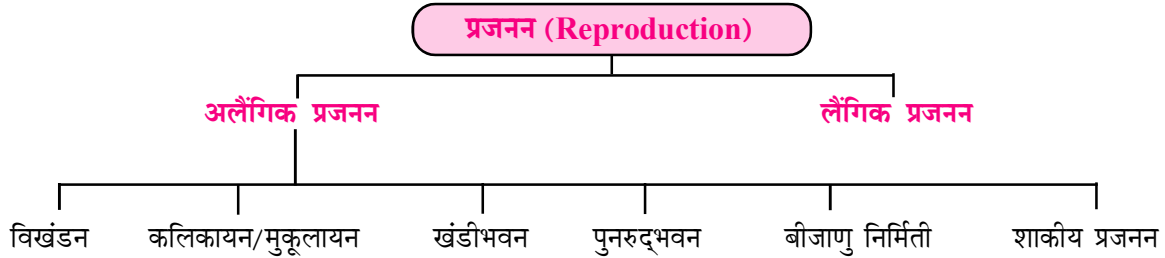 प्रजनन (Reproduction)
अलैंगिक प्रजनन लैंगिक प्रजनन
विखंडन कलिकायन/मुकूलायन खंडीभवन पुनरुद्‌भवन बीजाणु निर्मिती शाकीय प्रजनन